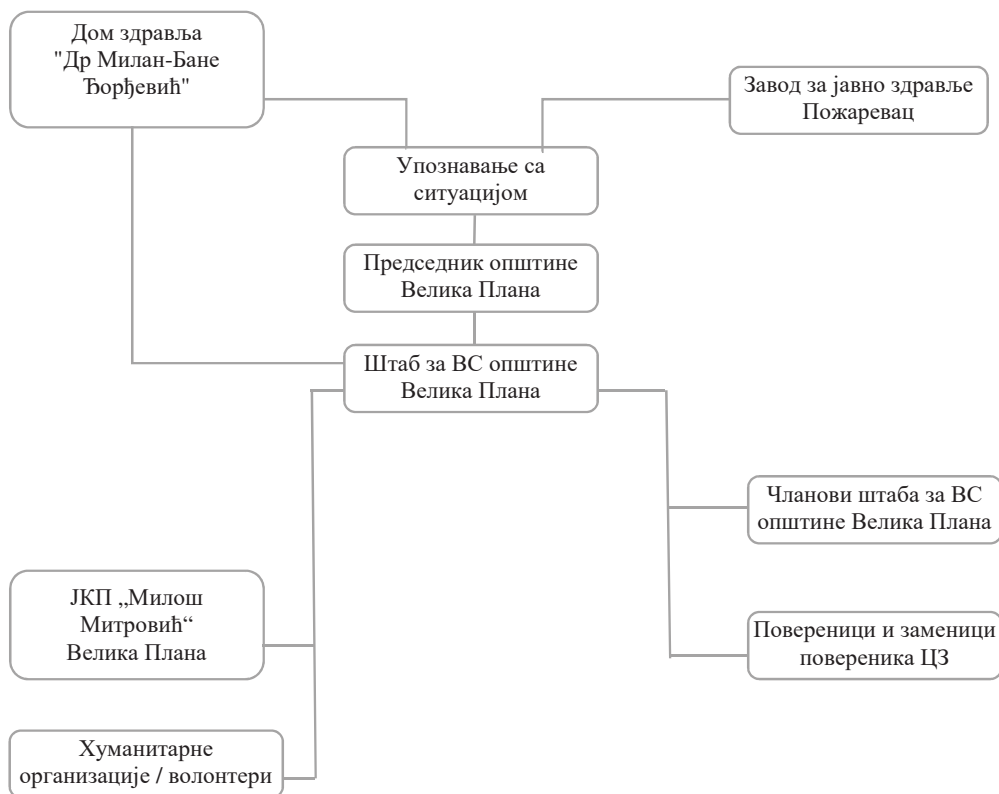 Дом здравља
"Др Милан-Бане
Ђорђевић"
Завод за јавно здравље
Пожаревац
Упознавање са
ситуацијом
Председник општине
Велика Плана
Штаб за ВС општине
Велика Плана
Чланови штаба за ВС
општине Велика Плана
ЈКП „Милош
Митровић“
Велика Плана
Повереници и заменици
повереника ЦЗ
Хуманитарне
организације / волонтери